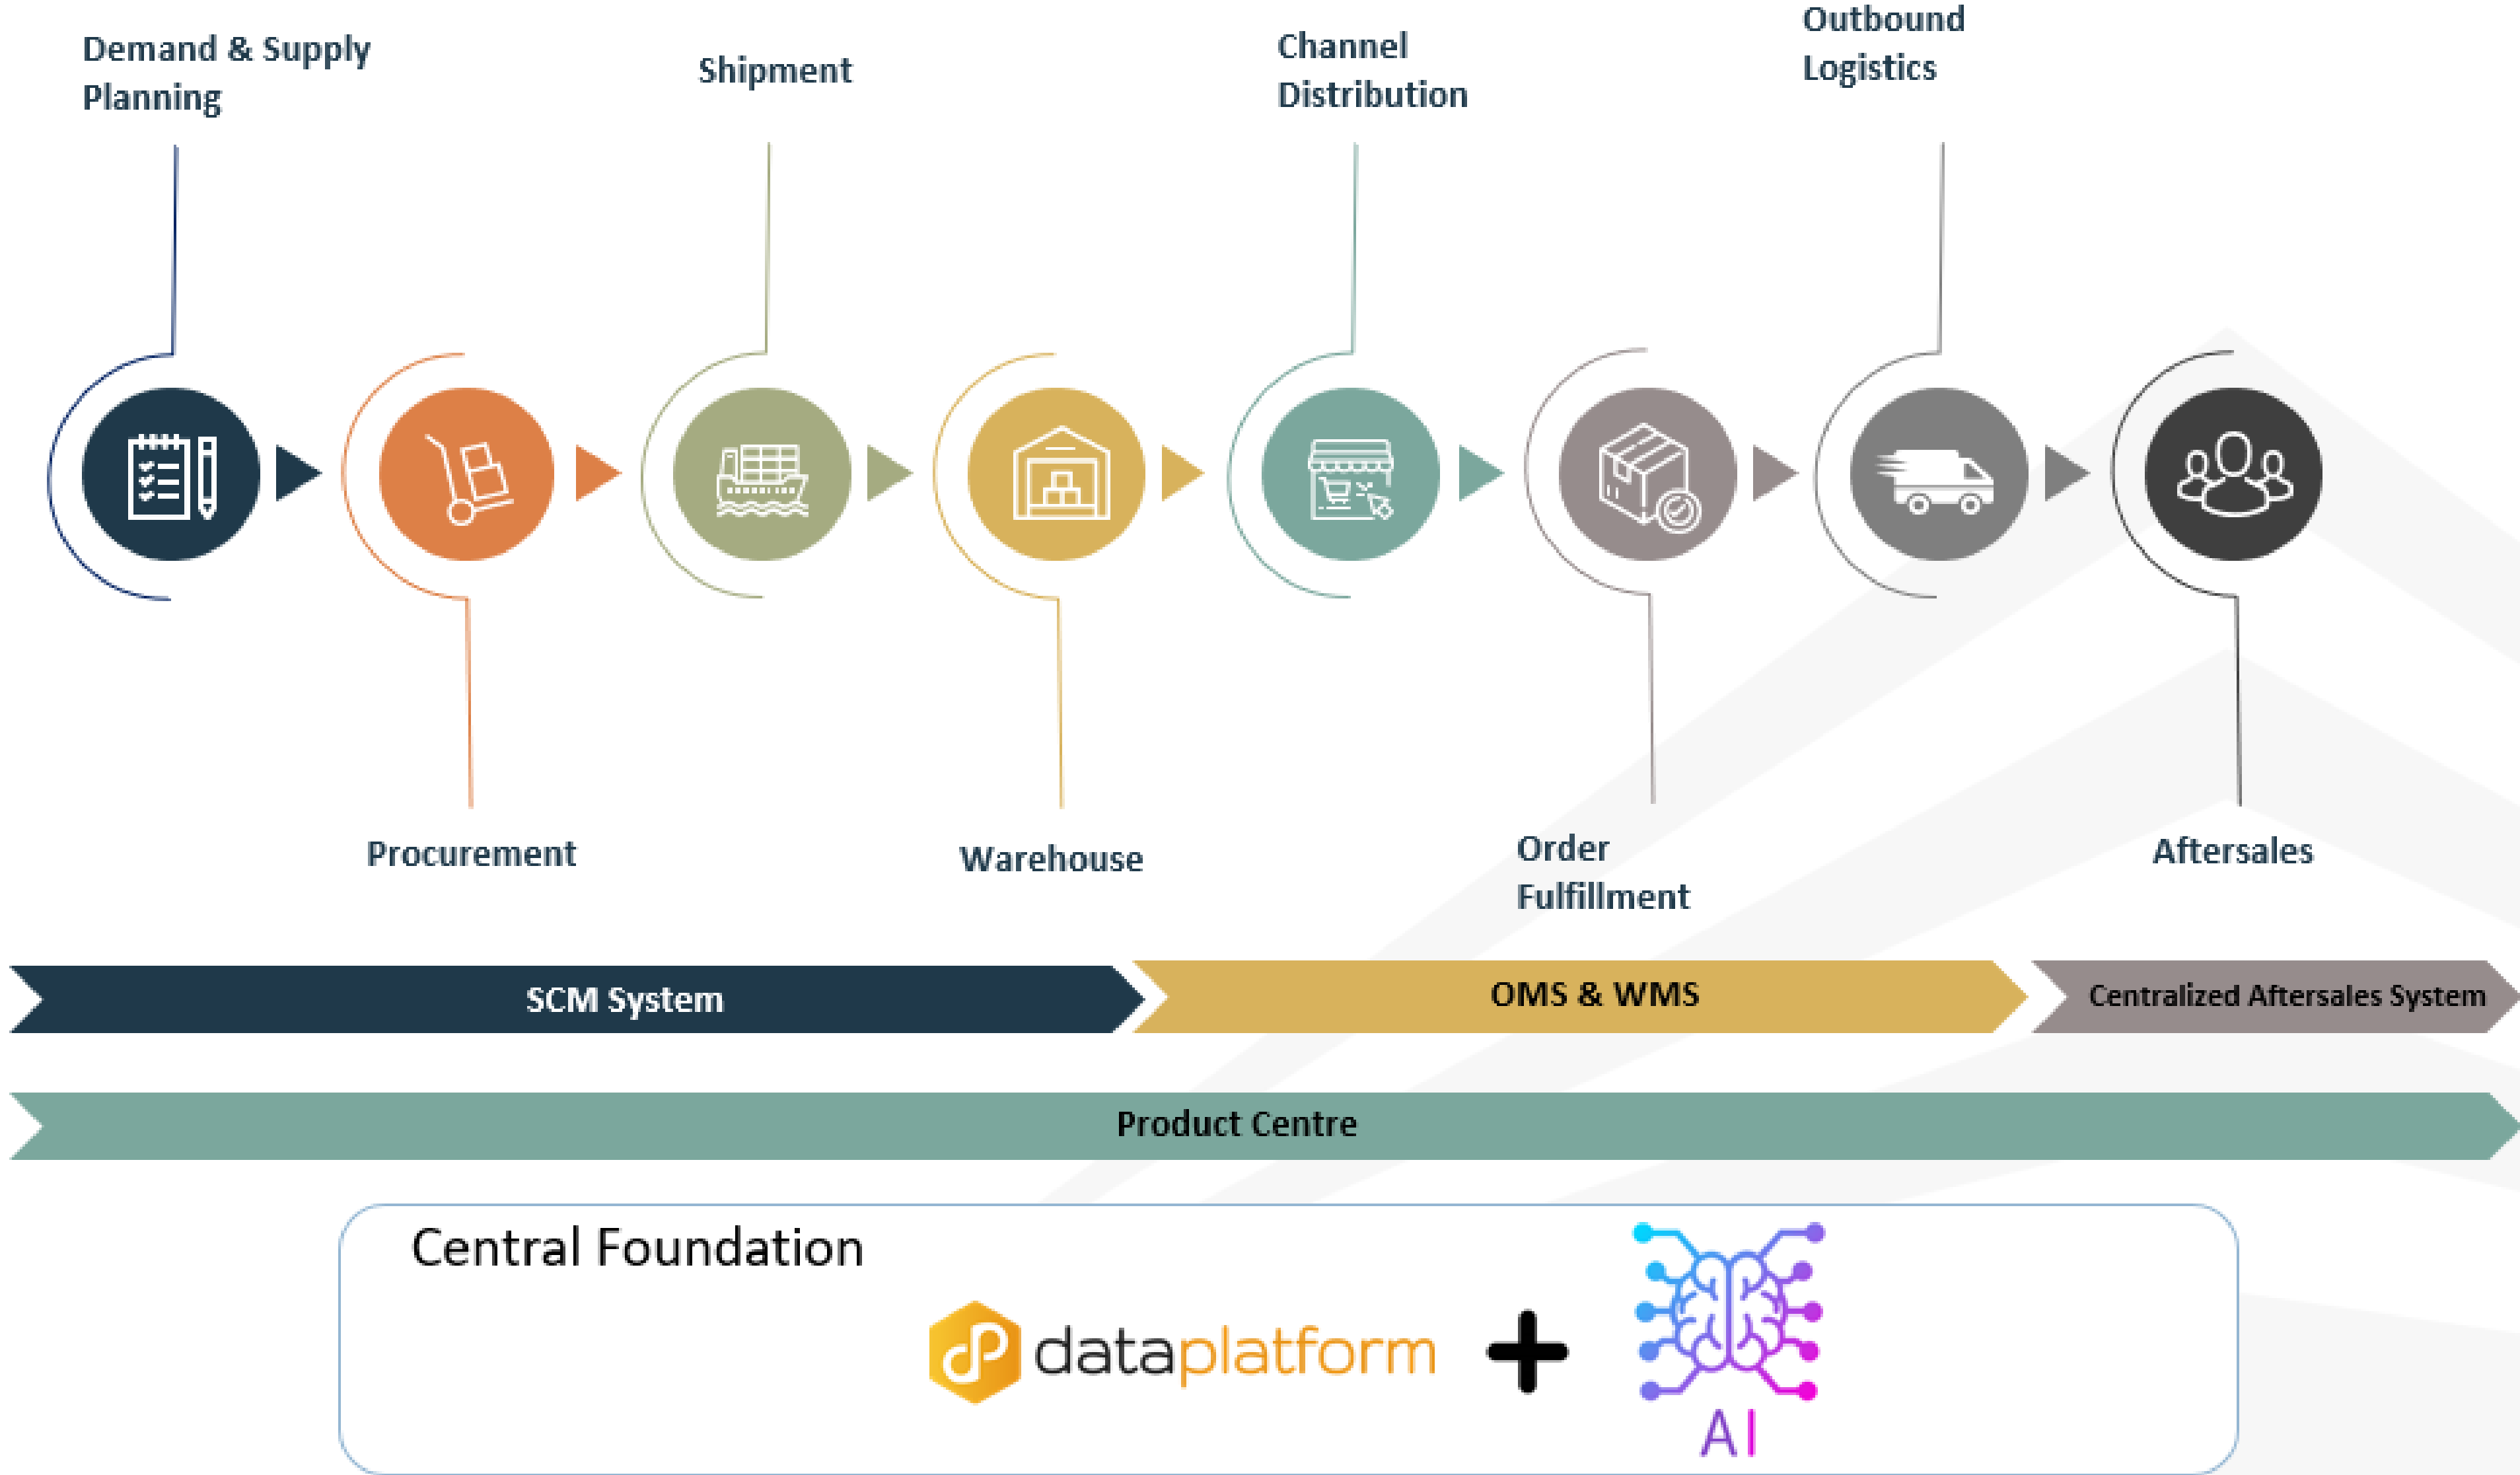 Demand & Supply
Planning
Shipment
Channel
Distribution
Outbound
Logistics
Procurement
Warehouse
Order
Fulfillment
Aftersales
SCM System
OMS & WMS
Centralized Aftersales System
Product Centre
Central Foundation
dataplatform
AI